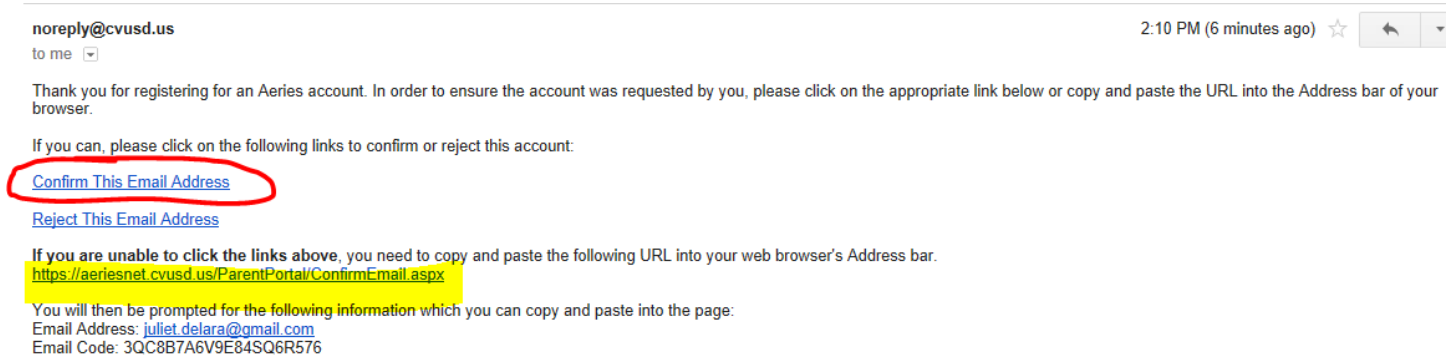 noreply@cvusd.us
2:10 PM (6 minutes ago)
to me
Thank you for registering for an Aeries account. In order to ensure the account was requested by you, please click on the appropriate link below or copy and paste the URL into the Address bar of your
browser.
If you can, please click on the following links to confirm or reject this account:
Confirm This Email Address
Reject This Email Address
If you are unable to click the links above, you need to copy and paste the following URL into your web browser's Address bar.
https://aeriesnet.cvusd.us/ParentPortal/ConfirmEmail.aspx
You will then be prompted for the following information which you can copy and paste into the page:
Email Address: juliet.delara@gmail.com
Email Code: 3QC8B7A6V9E84SQ6R576